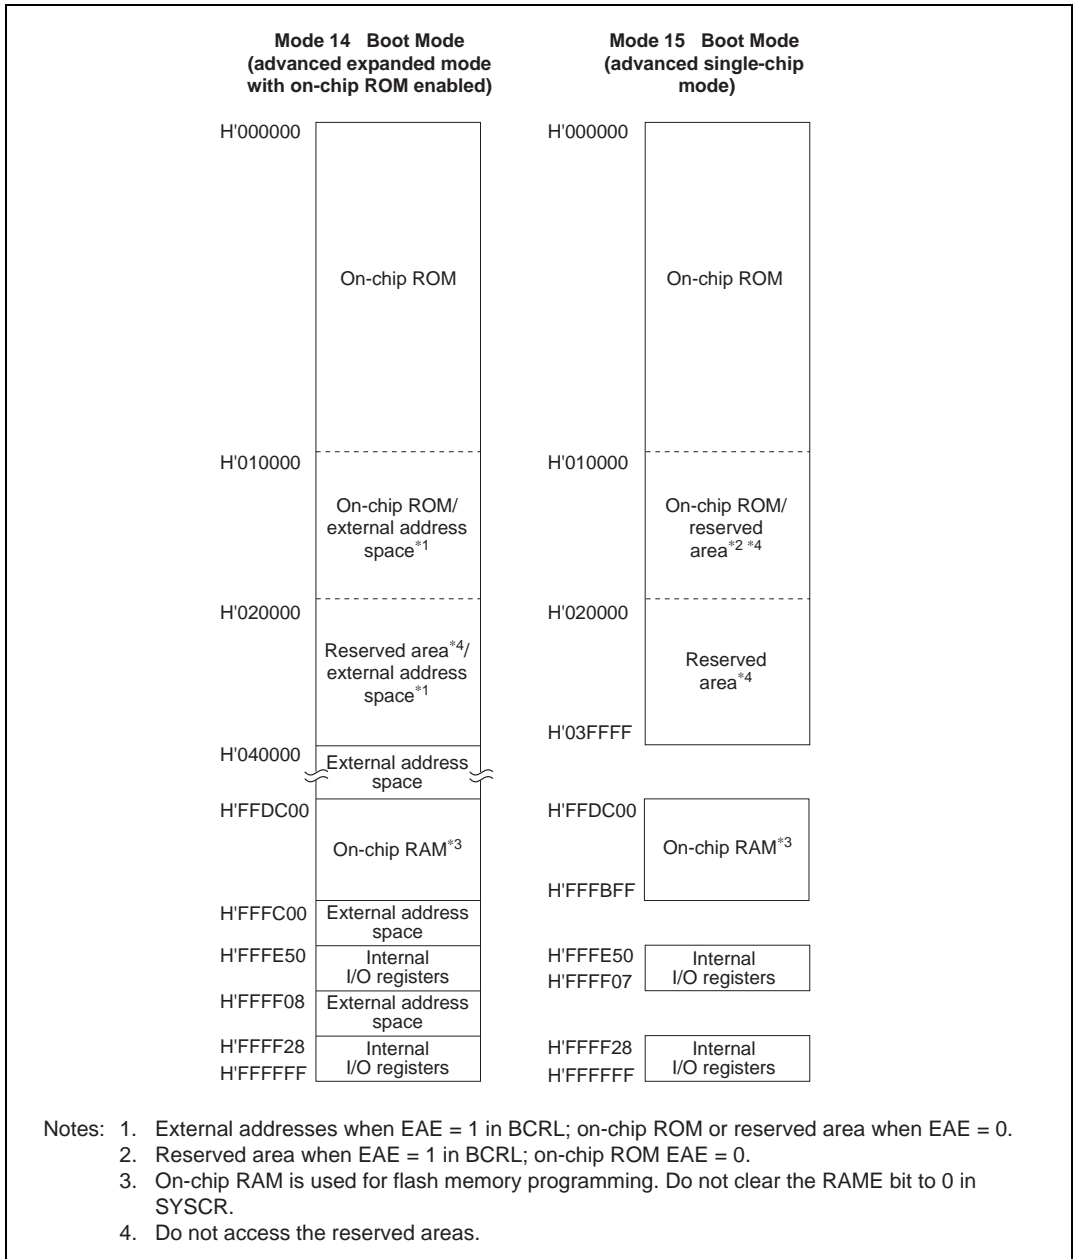 Mode 14 Boot Mode
(advanced expanded mode
with on-chip ROM enabled)
H'000000
On-chip ROM
H'010000
On-chip ROM/
external address
space*1
H'020000
Reserved area*4/
external address
space*1
H'040000
External address
space
H'FFDC00
On-chip RAM*3
H'FFFC00
External address
space
H'FFFE50
Internal
I/O registers
H'FFFF08
External address
space
H'FFFF28
Internal
I/O registers
H'FFFFFF
Mode 15 Boot Mode
(advanced single-chip
mode)
H'000000
On-chip ROM
H'010000
On-chip ROM/
reserved
area*2 *4
H'020000
Reserved
area*4
H'03FFFF
H'FFDC00
On-chip RAM*3
H'FFFBFF
H'FFFE50
Internal
I/O registers
H'FFFF07
H'FFFF28
Internal
I/O registers
H'FFFFFF
Notes: 1. External addresses when EAE = 1 in BCRL; on-chip ROM or reserved area when EAE = 0.
2. Reserved area when EAE = 1 in BCRL; on-chip ROM EAE = 0.
3. On-chip RAM is used for flash memory programming. Do not clear the RAME bit to 0 in
SYSCR.
4. Do not access the reserved areas.